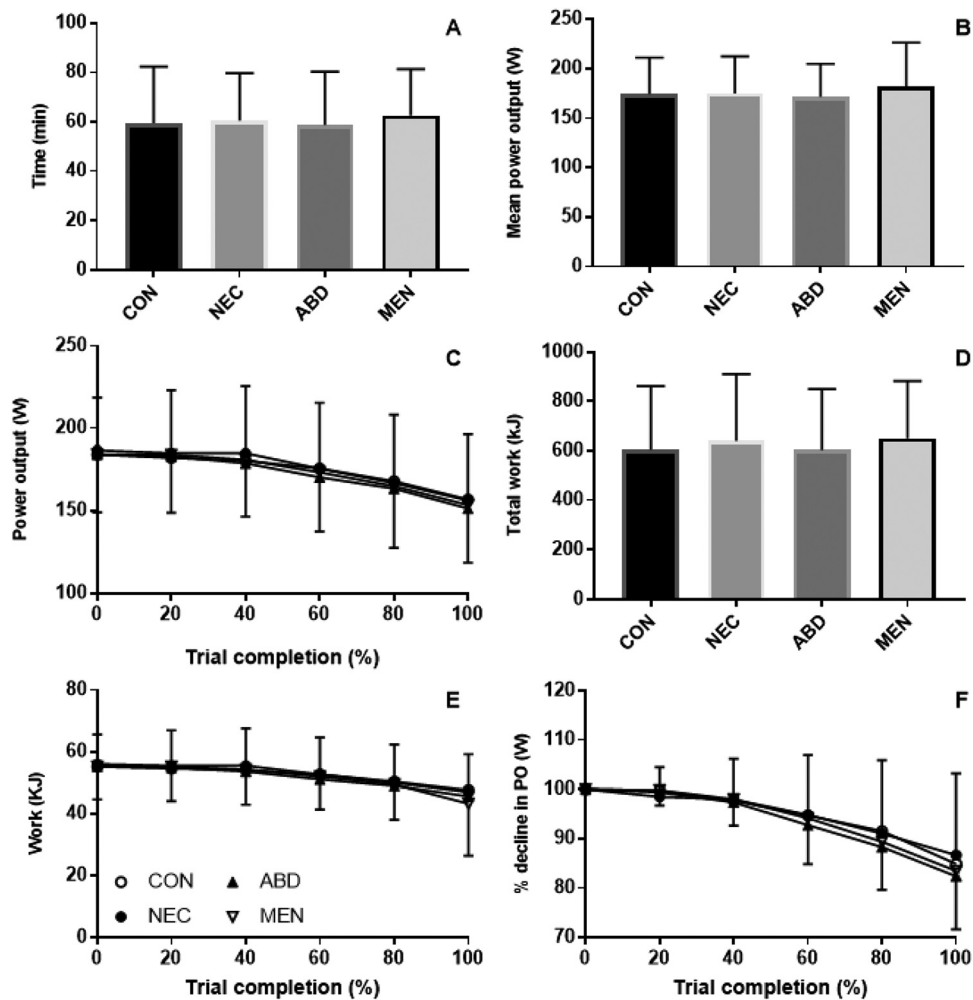 A
Time (min)
100
80
60
40
20
0
CON NEC ABD MEN
B
Mean power output (W)
250
200
150
100
50
0
CON NEC ABD MEN
C
Power output (W)
250
200
150
100
0 20 40 60 80 100
Trial completion (%)
D
Total work (kJ)
1000
800
600
400
200
0
CON NEC ABD MEN
E
Work (KJ)
80
60
40
20
0
CON ABD
NEC MEN
0 20 40 60 80 100
Trial completion (%)
F
% decline in PO (W)
120
110
100
90
80
70
0 20 40 60 80 100
Trial completion (%)